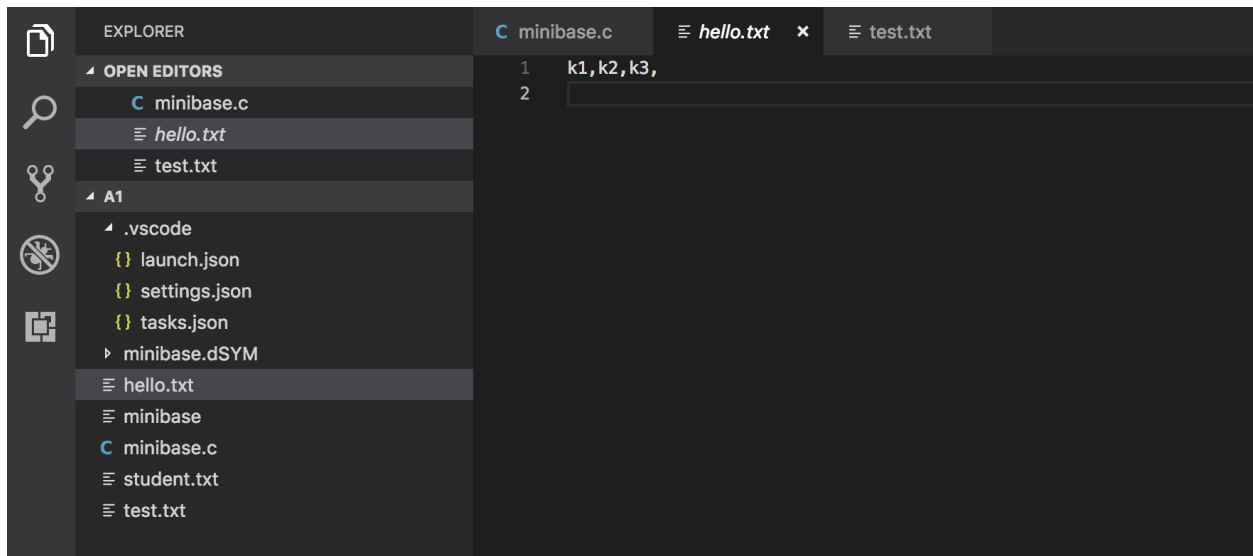 EXPLORER
OPEN EDITORS
C minibase.c
hello.txt
test.txt
A1
.vscode
{} launch.json
{} settings.json
{} tasks.json
minibase.dSYM
hello.txt
minibase
C minibase.c
student.txt
test.txt
C minibase.c hello.txt × test.txt
1 k1,k2,k3,
2